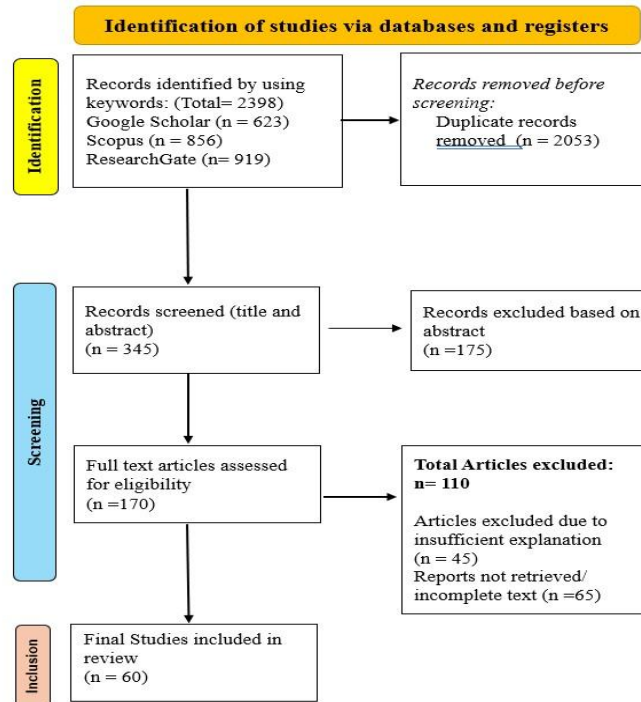 Identification of studies via databases and registers
Identification
Records identified by using
keywords: (Total= 2398)
Google Scholar (n = 623)
Scopus (n = 856)
ResearchGate (n= 919)
Records removed before
screening:
Duplicate records
removed (n = 2053)
Screening
Records screened (title and
abstract)
(n = 345)
Records excluded based on
abstract
(n =175)
Full text articles assessed
for eligibility
(n =170)
Total Articles excluded:
n= 110
Articles excluded due to
insufficient explanation
(n = 45)
Reports not retrieved/
incomplete text (n =65)
Inclusion
Final Studies included in
review
(n = 60)